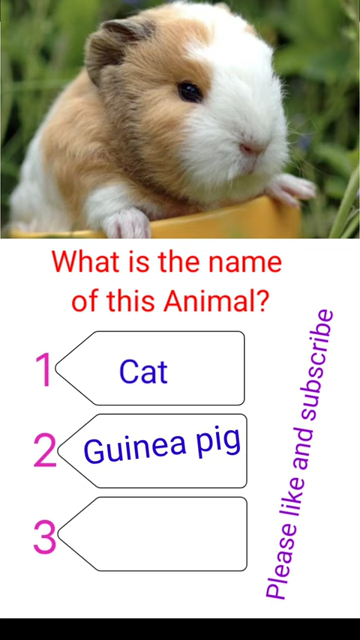 What is the name
of this Animal?
1 Cat
2 Guinea pig
3
Please like and subscribe